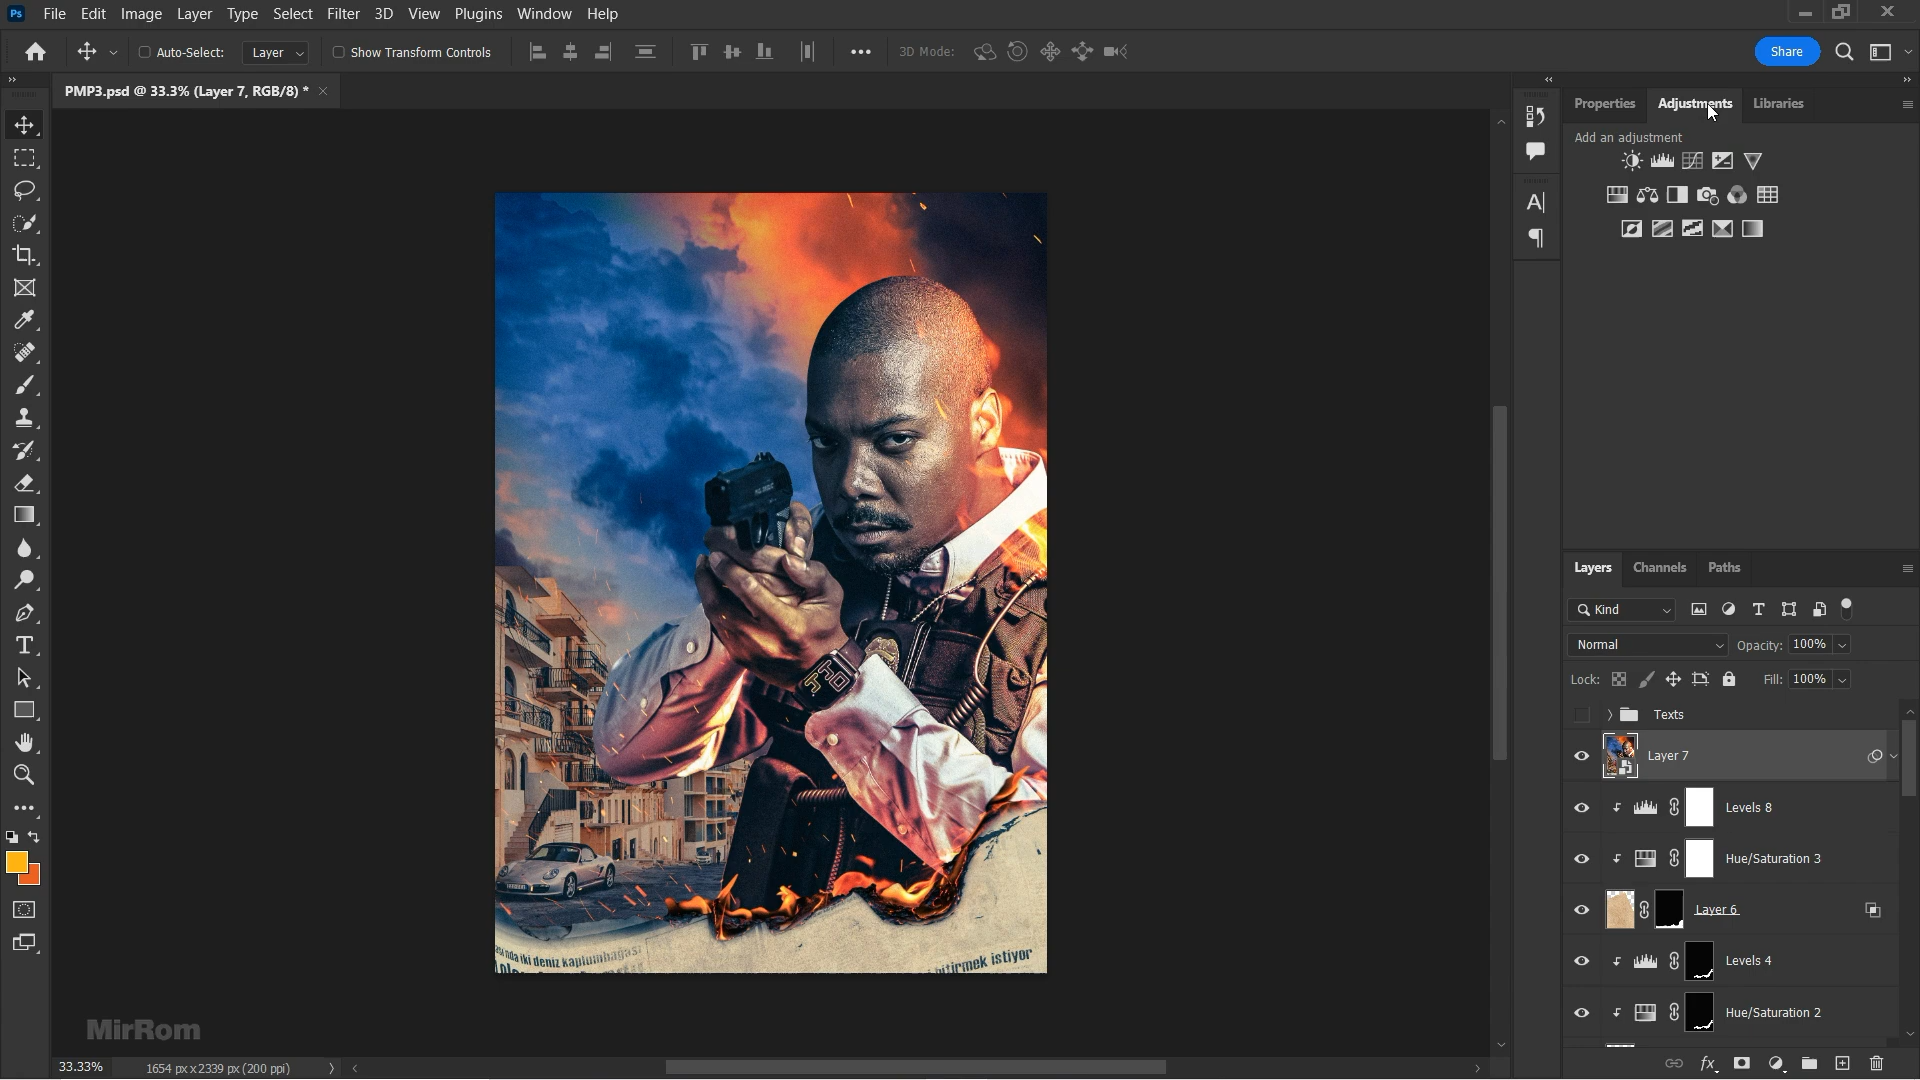 Ps File Edit Image Layer Type Select Filter 3D View Plugins Window Help
Auto-Select: Layer Show Transform Controls 3D Mode: Share
PMP3.psd @ 33.3% (Layer 7, RGB/8) *
Properties Adjustments Libraries
Add an adjustment
Layers Channels Paths
Kind
Normal Opacity: 100%
Lock: Fill: 100%
Texts
Layer 7
Levels 8
Hue/Saturation 3
Layer 6
Levels 4
Hue/Saturation 2
iki deniz kaplumbağası
bitirmek istiyor
MirRom
33.33% 1654 px x 2339 px (200 ppi)